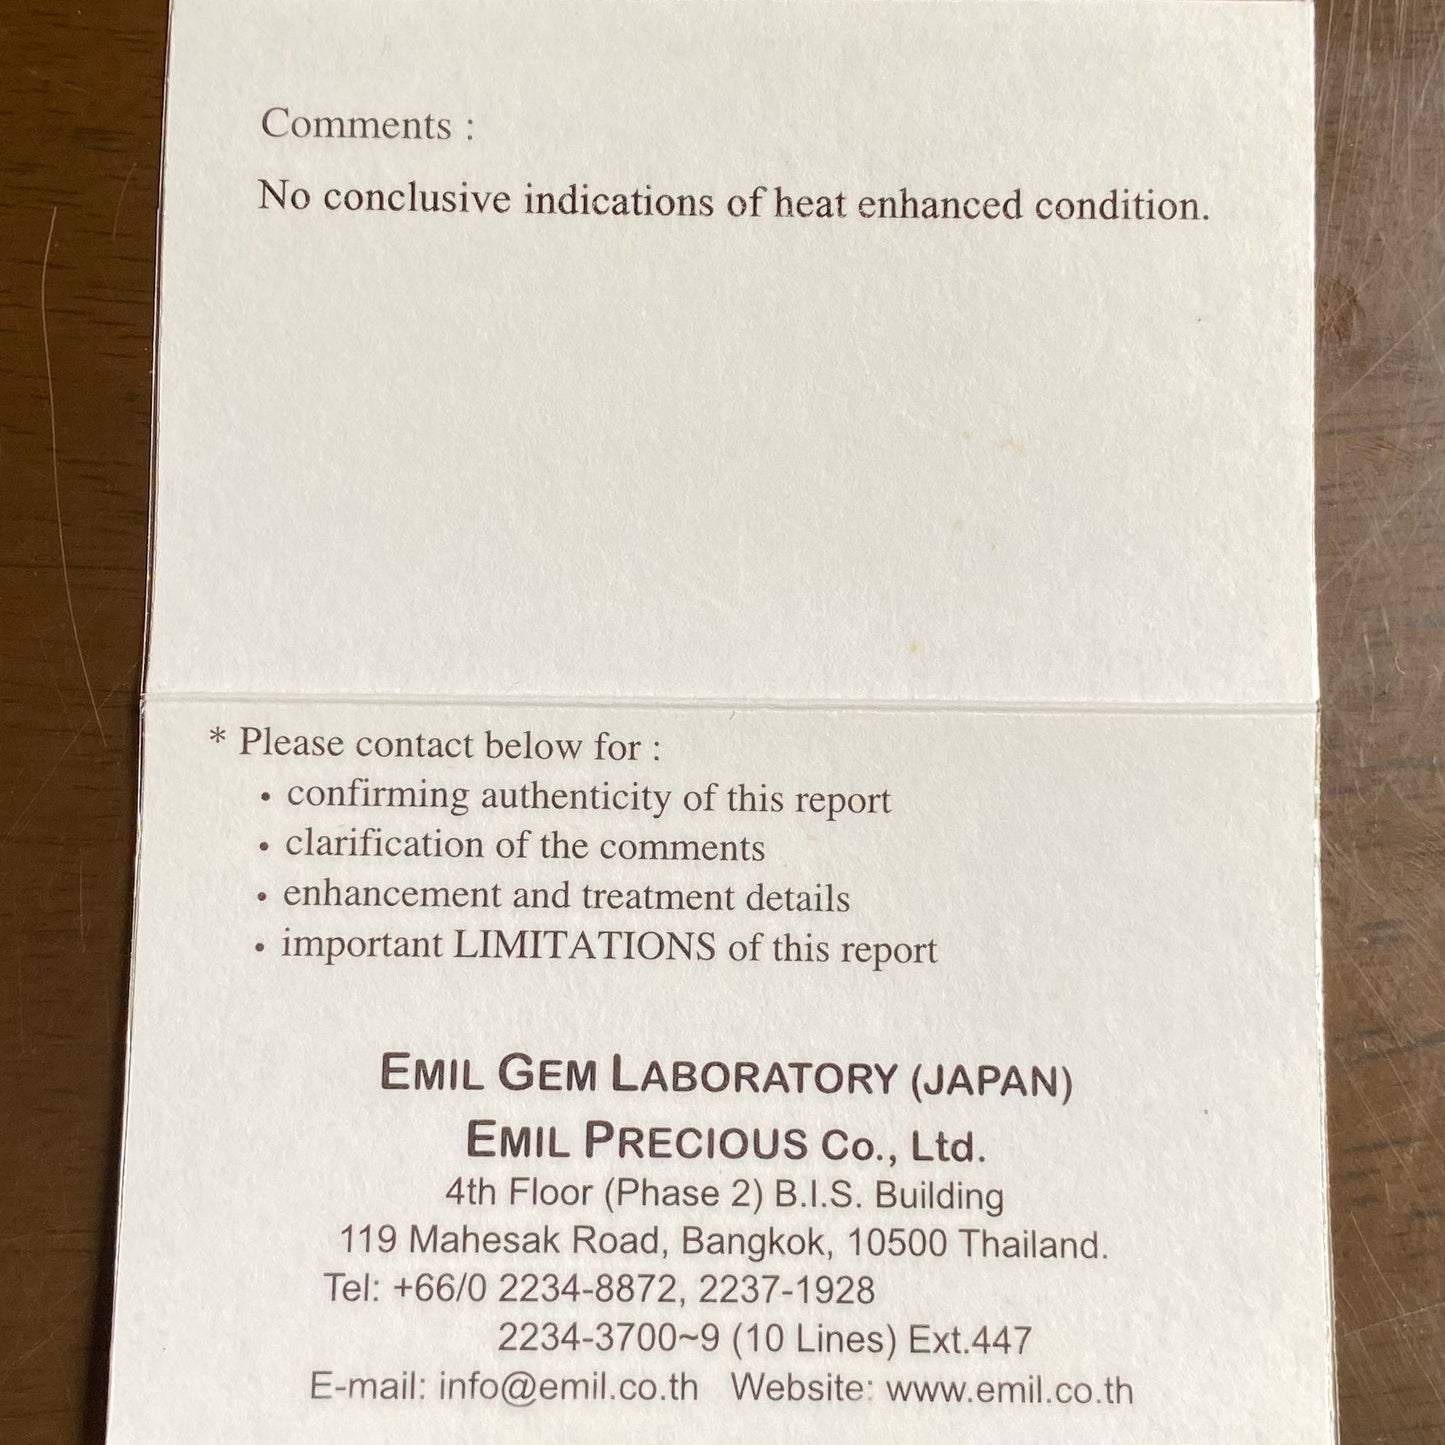 Comments :
No conclusive indications of heat enhanced condition.
* Please contact below for :
• confirming authenticity of this report
• clarification of the comments
• enhancement and treatment details
• important LIMITATIONS of this report
EMIL GEM LABORATORY (JAPAN)
EMIL PRECIOUS Co., Ltd.
4th Floor (Phase 2) B.I.S. Building
119 Mahesak Road, Bangkok, 10500 Thailand.
Tel: +66/0 2234-8872, 2237-1928
2234-3700~9 (10 Lines) Ext.447
E-mail: info@emil.co.th Website: www.emil.co.th